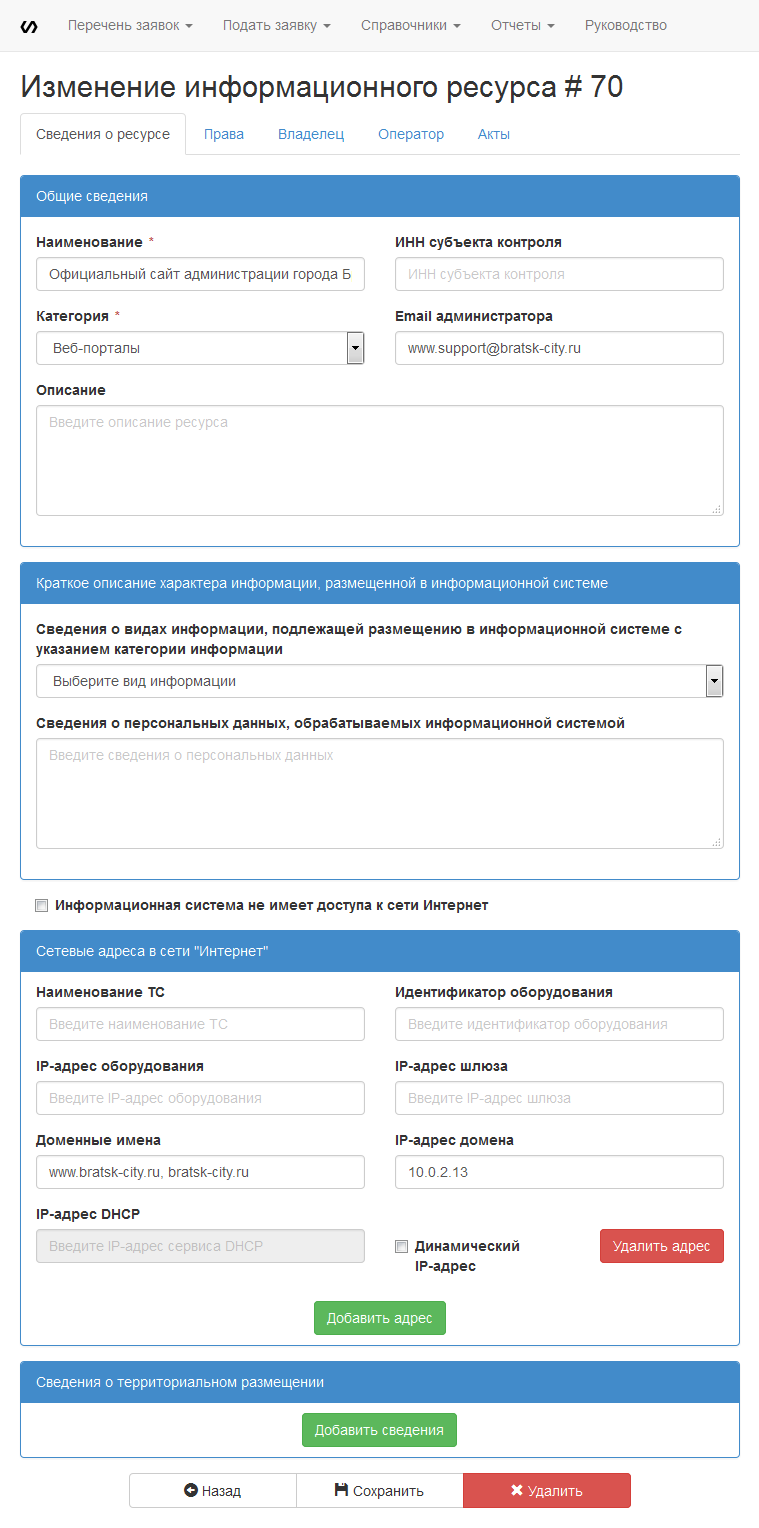 Перечень заявок Подать заявку Справочники Отчеты Руководство
Изменение информационного ресурса # 70
Сведения о ресурсе Права Владелец Оператор Акты
Общие сведения
Наименование * ИНН субъекта контроля
Официальный сайт администрации города Б ИНН субъекта контроля
Категория * Email администратора
Веб-порталы www.support@bratsk-city.ru
Описание
Введите описание ресурса
Краткое описание характера информации, размещенной в информационной системе
Сведения о видах информации, подлежащей размещению в информационной системе с
указанием категории информации
Выберите вид информации
Сведения о персональных данных, обрабатываемых информационной системой
Введите сведения о персональных данных
Информационная система не имеет доступа к сети Интернет
Сетевые адреса в сети "Интернет"
Наименование ТС Идентификатор оборудования
Введите наименование ТС Введите идентификатор оборудования
IP-адрес оборудования IP-адрес шлюза
Введите IP-адрес оборудования Введите IP-адрес шлюза
Доменные имена IP-адрес домена
www.bratsk-city.ru, bratsk-city.ru 10.0.2.13
IP-адрес DHCP
Введите IP-адрес сервиса DHCP Динамический Удалить адрес
IP-адрес
Добавить адрес
Сведения о территориальном размещении
Добавить сведения
Назад Сохранить Удалить